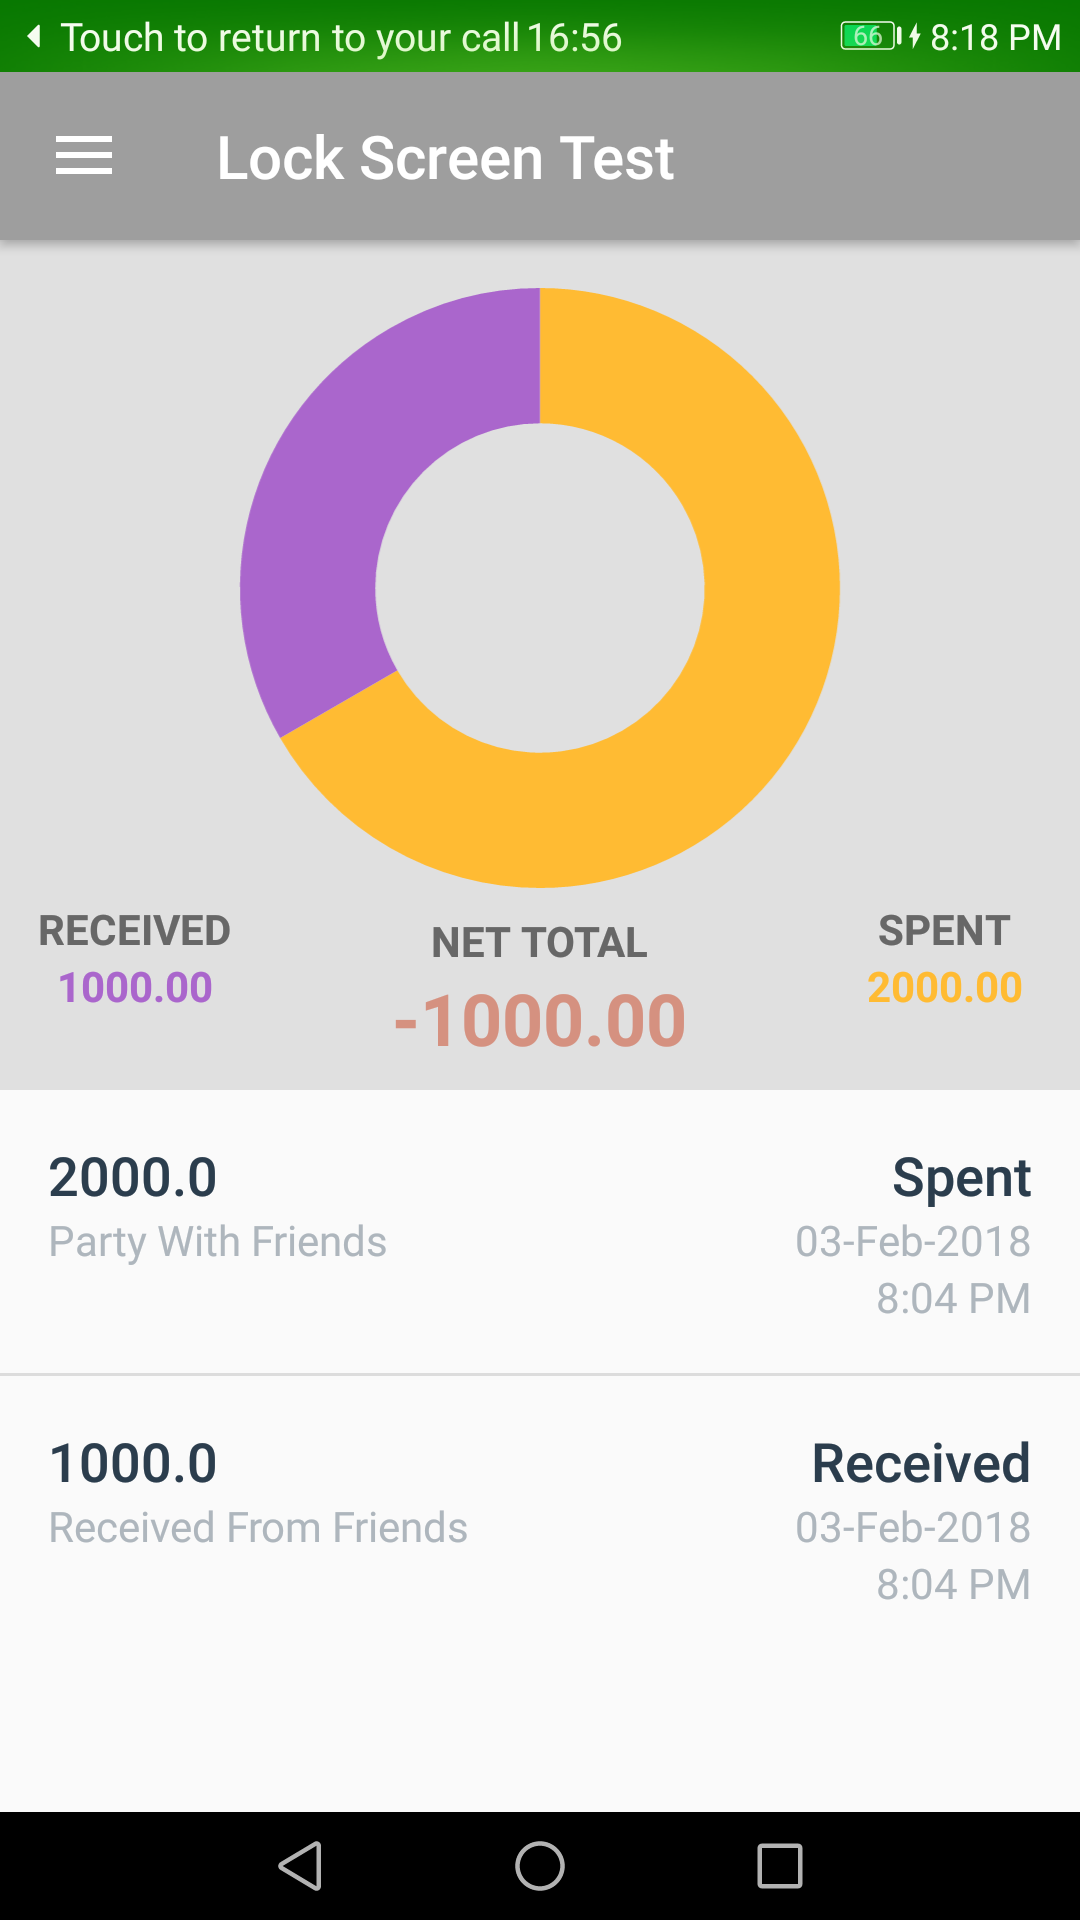 Touch to return to your call 16:56 66 8:18 PM
Lock Screen Test
RECEIVED NET TOTAL SPENT
1000.00 -1000.00 2000.00
2000.0 Spent
Party With Friends 03-Feb-2018
8:04 PM
1000.0 Received
Received From Friends 03-Feb-2018
8:04 PM